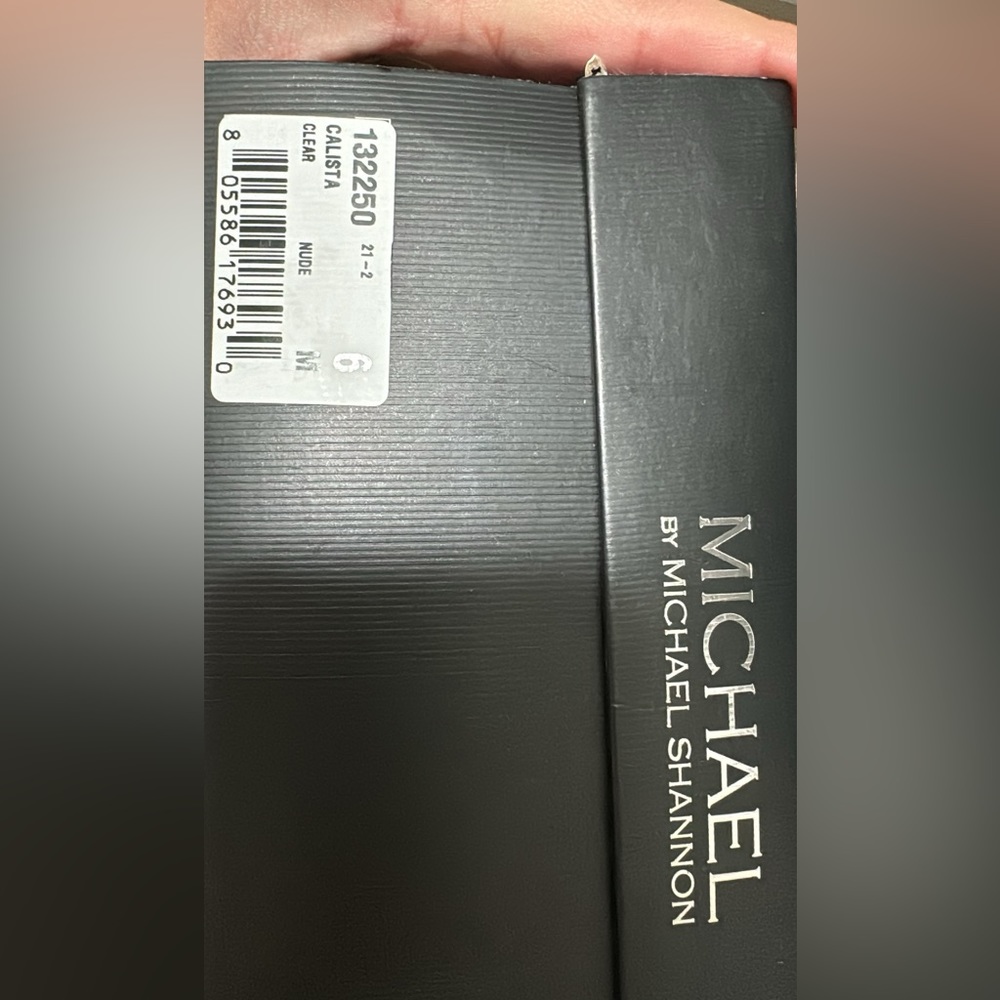 132250 21-2 6
CALISTA
CLEAR NUDE M
8 05586 17693 0
MICHAEL
BY MICHAEL SHANNON